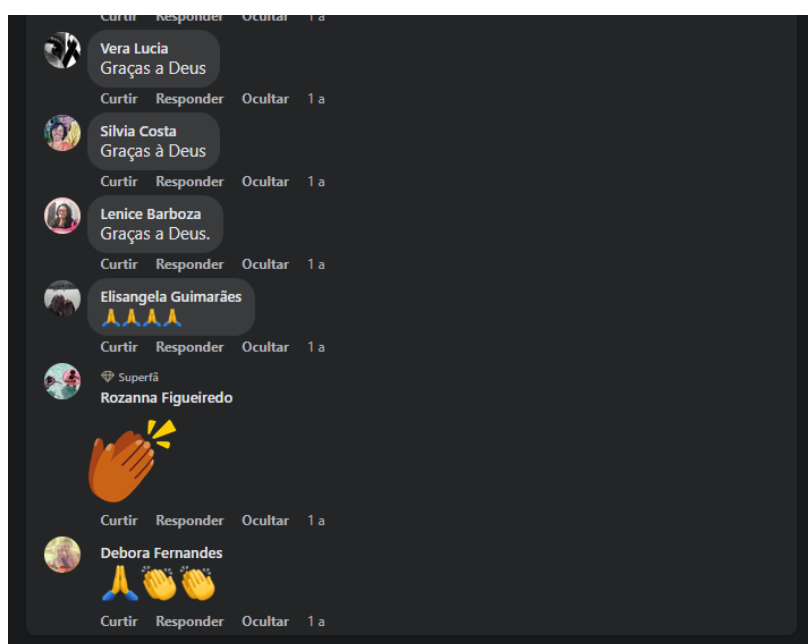 Curtir Responder Ocultar 1 a
Vera Lucia
Graças a Deus
Curtir Responder Ocultar 1 a
Silvia Costa
Graças à Deus
Curtir Responder Ocultar 1 a
Lenice Barboza
Graças a Deus.
Curtir Responder Ocultar 1 a
Elisangela Guimarães
🙏🙏🙏🙏
Curtir Responder Ocultar 1 a
Superfã
Rozanna Figueiredo
Curtir Responder Ocultar 1 a
Debora Fernandes
🙏👏👏
Curtir Responder Ocultar 1 a